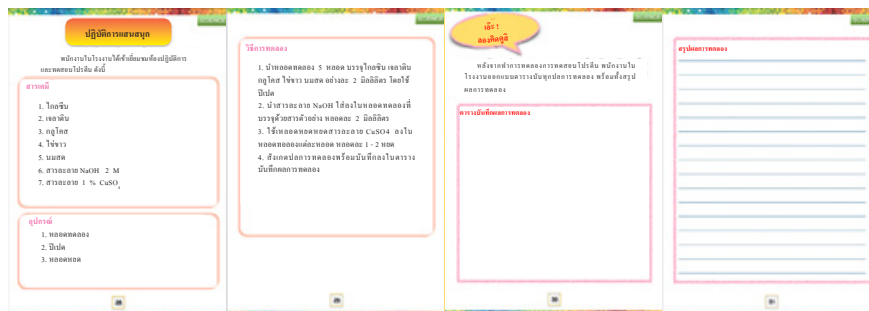 ปฏิบัติการแสนสนุก
พนักงานในโรงงานได้เข้าเยี่ยมชมห้องปฏิบัติการ
และทดสอบโปรตีน ดังนี้
สารเคมี
1. ไกลซีน
2. เจลาติน
3. กลูโคส
4. ไข่ขาว
5. นมสด
6. สารละลาย NaOH 2 M
7. สารละลาย 1 % CuSO4
อุปกรณ์
1. หลอดทดลอง
2. ปิเปต
3. หลอดหยด
วิธีการทดลอง
1. นำหลอดทดลอง 5 หลอด บรรจุไกลซีน เจลาติน
กลูโคส ไข่ขาว นมสด อย่างละ 2 มิลลิลิตร โดยใช้
ปิเปต
2. นำสารละลาย NaOH ใส่ลงในหลอดทดลองที่
บรรจุด้วยสารตัวอย่าง หลอดละ 2 มิลลิลิตร
3. ใช้หลอดหยดหยดสารละลาย CuSO4 ลงใน
หลอดทดลองแต่ละหลอด หลอดละ 1 - 2 หยด
4. สังเกตผลการทดลองพร้อมบันทึกลงในตาราง
บันทึกผลการทดลอง
เอ๊ะ !
ลองคิดดูสิ
หลังจากทำการทดลองการทดสอบโปรตีน พนักงานใน
โรงงานออกแบบตารางบันทุกผลการทดลอง พร้อมทั้งสรุป
ผลการทดลอง
ตารางบันทึกผลการทดลอง
สรุปผลการทดลอง